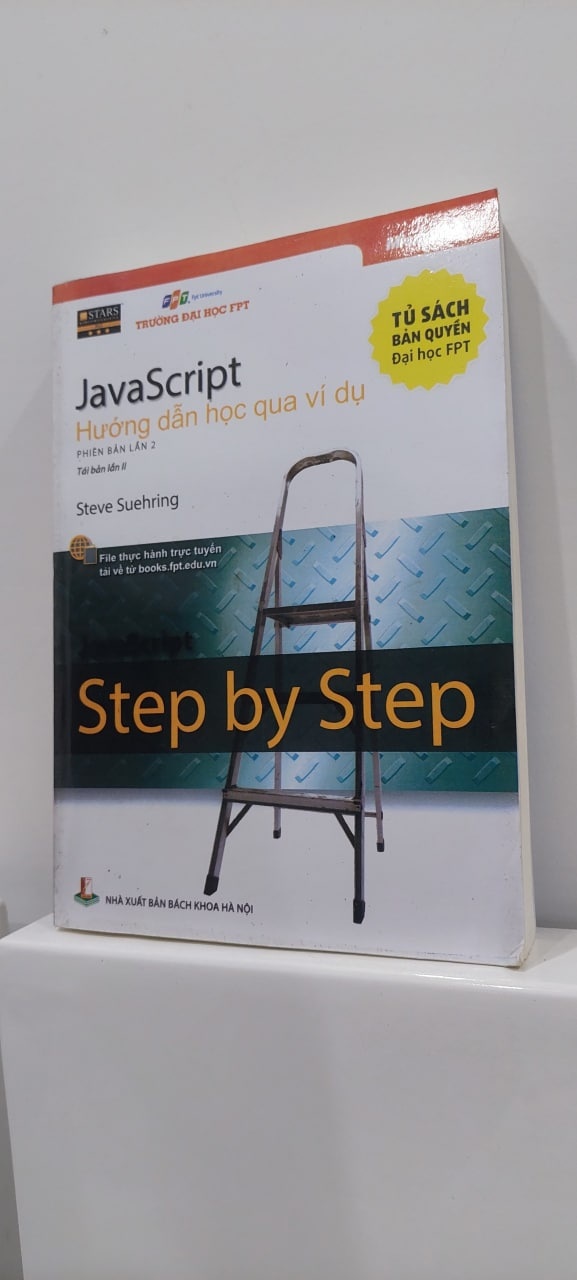 STARS
FPT. Fpt University
TRƯỜNG ĐẠI HỌC FPT
TỦ SÁCH
BẢN QUYỀN
Đại học FPT
JavaScript
Hướng dẫn học qua ví dụ
PHIÊN BẢN LẦN 2
Tái bản lần II
Steve Suehring
File thực hành trực tuyến
tải về từ books.fpt.edu.vn
JavaScript
Step by Step
NHÀ XUẤT BẢN BÁCH KHOA HÀ NỘI